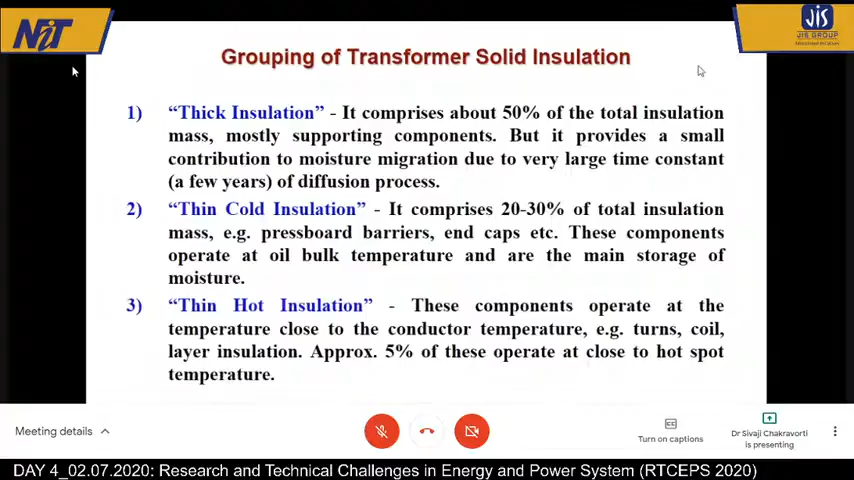 NiT
JIS
JIS GROUP
Grouping of Transformer Solid Insulation
1) “Thick Insulation” - It comprises about 50% of the total insulation
mass, mostly supporting components. But it provides a small
contribution to moisture migration due to very large time constant
(a few years) of diffusion process.
2) “Thin Cold Insulation” - It comprises 20-30% of total insulation
mass, e.g. pressboard barriers, end caps etc. These components
operate at oil bulk temperature and are the main storage of
moisture.
3) “Thin Hot Insulation” - These components operate at the
temperature close to the conductor temperature, e.g. turns, coil,
layer insulation. Approx. 5% of these operate at close to hot spot
temperature.
Meeting details
Turn on captions
Dr Sivaji Chakravorti
is presenting
DAY 4_02.07.2020: Research and Technical Challenges in Energy and Power System (RTCEPS 2020)